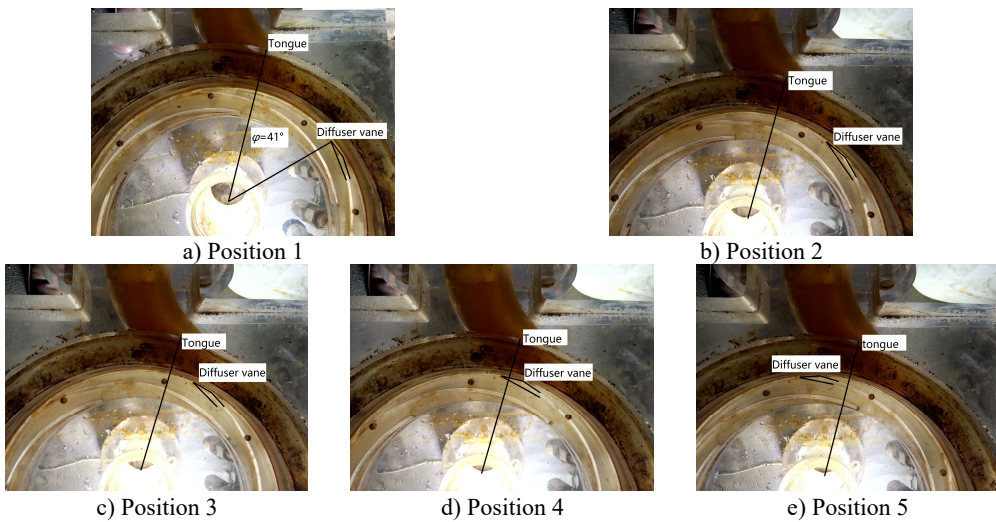 Tongue
φ=41°
Diffuser vane
a) Position 1
Tongue
Diffuser vane
b) Position 2
Tongue
Diffuser vane
c) Position 3
Tongue
Diffuser vane
d) Position 4
tongue
Diffuser vane
e) Position 5